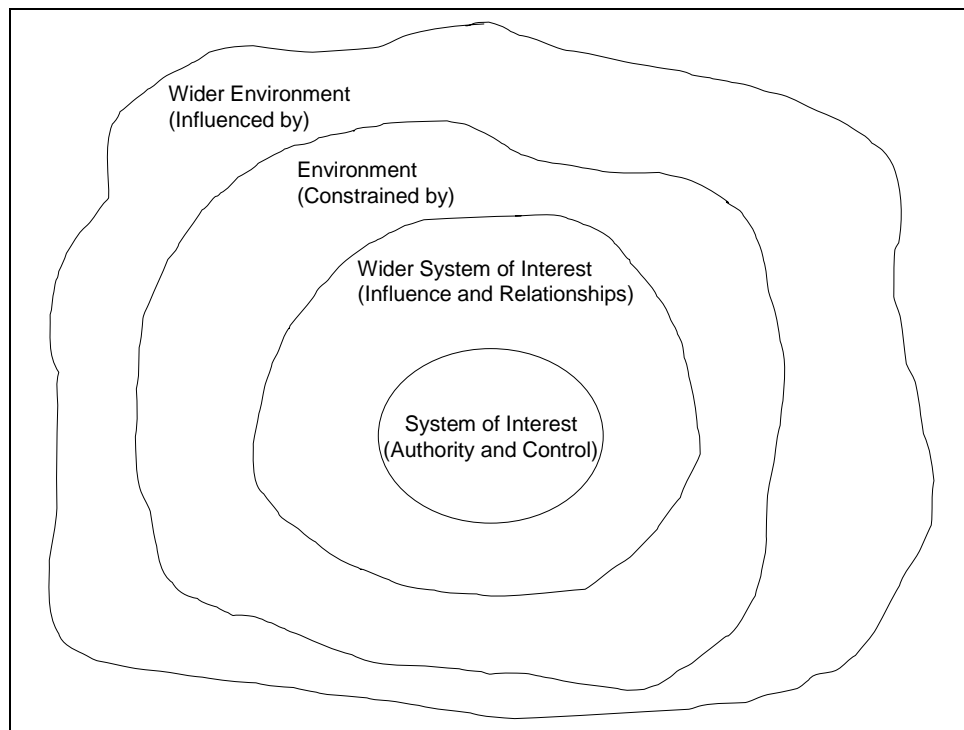 Wider Environment
(Influenced by)
Environment
(Constrained by)
Wider System of Interest
(Influence and Relationships)
System of Interest
(Authority and Control)